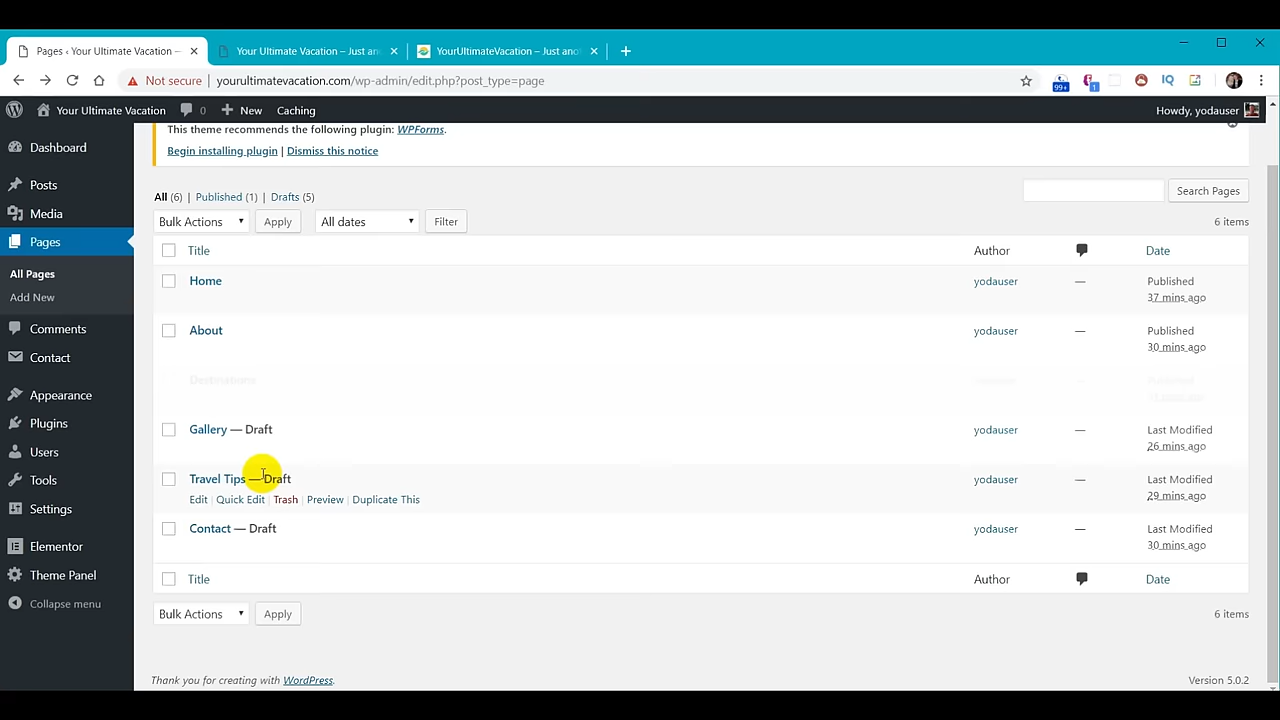 Pages ‹ Your Ultimate Vacation —
Your Ultimate Vacation – Just an
YourUltimateVacation – Just ano
Not secure
yourultimatevacation.com/wp-admin/edit.php?post_type=page
99+
1
IQ
Your Ultimate Vacation
0
New
Caching
Howdy, yodauser
Dashboard
Posts
Media
Pages
All Pages
Add New
Comments
Contact
Appearance
Plugins
Users
Tools
Settings
Elementor
Theme Panel
Collapse menu
This theme recommends the following plugin: WPForms.
Begin installing plugin | Dismiss this notice
All (6) | Published (1) | Drafts (5)
Search Pages
Bulk Actions
Apply
All dates
Filter
6 items
Title
Author
Date
Home
yodauser
—
Published
37 mins ago
About
yodauser
—
Published
30 mins ago
Destinations
Published
Gallery — Draft
yodauser
—
Last Modified
26 mins ago
Travel Tips — Draft
Edit | Quick Edit | Trash | Preview | Duplicate This
yodauser
—
Last Modified
29 mins ago
Contact — Draft
yodauser
—
Last Modified
30 mins ago
Title
Author
Date
Bulk Actions
Apply
6 items
Thank you for creating with WordPress.
Version 5.0.2